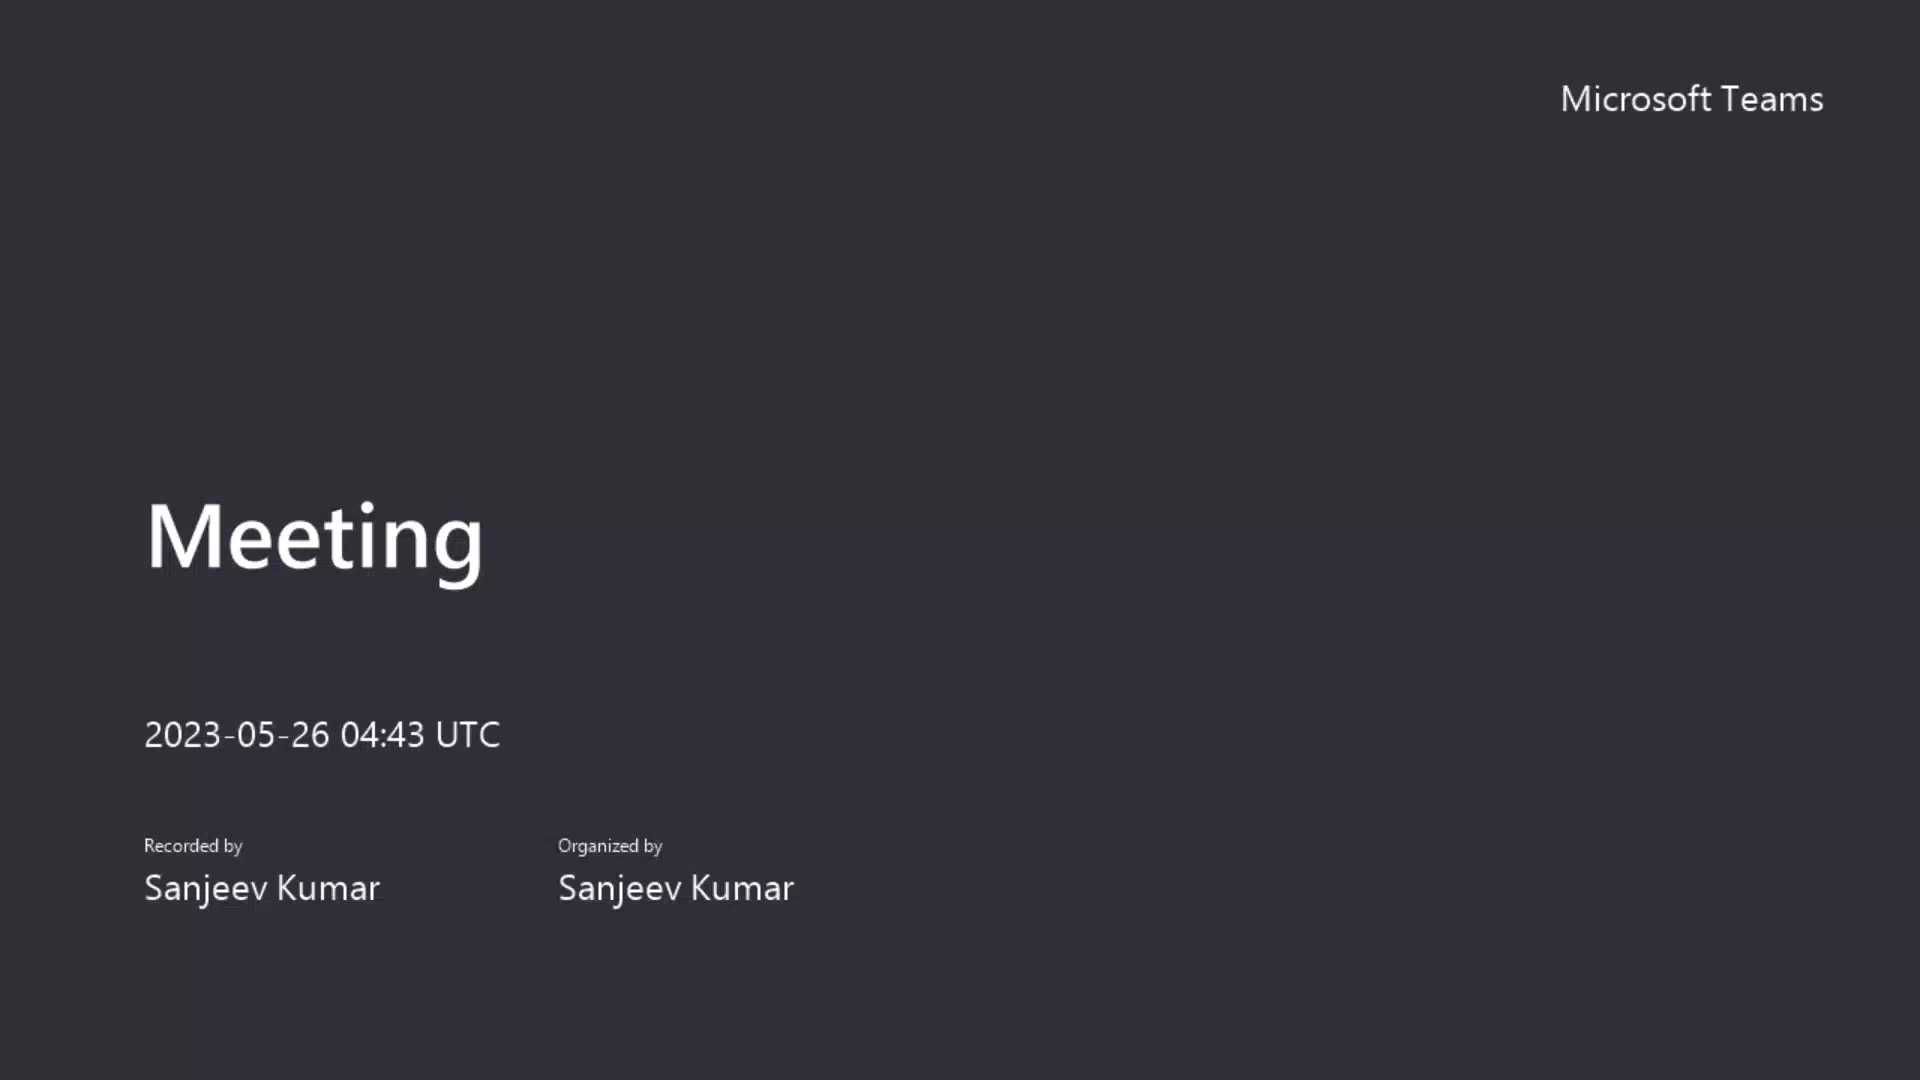 Microsoft Teams
Meeting
2023-05-26 04:43 UTC
Recorded by
Sanjeev Kumar
Organized by
Sanjeev Kumar